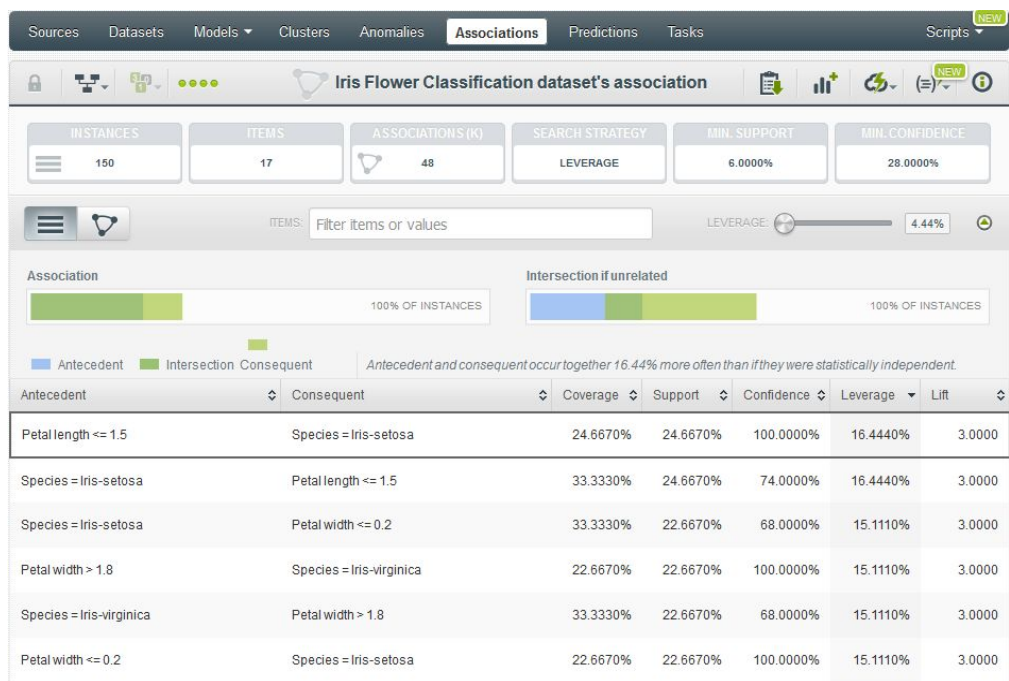 NEW
Sources Datasets Models Clusters Anomalies Associations Predictions Tasks Scripts
Iris Flower Classification dataset's association (=) NEW
INSTANCES ITEMS ASSOCIATIONS (K) SEARCH STRATEGY MIN. SUPPORT MIN. CONFIDENCE
150 17 48 LEVERAGE 6.0000% 28.0000%
ITEMS: Filter items or values LEVERAGE: 4.44%
Association Intersection if unrelated
100% OF INSTANCES 100% OF INSTANCES
Antecedent Intersection Consequent Antecedent and consequent occur together 16.44% more often than if they were statistically independent.
Antecedent Consequent Coverage Support Confidence Leverage Lift
Petal length <= 1.5 Species = Iris-setosa 24.6670% 24.6670% 100.0000% 16.4440% 3.0000
Species = Iris-setosa Petal length <= 1.5 33.3330% 24.6670% 74.0000% 16.4440% 3.0000
Species = Iris-setosa Petal width <= 0.2 33.3330% 22.6670% 68.0000% 15.1110% 3.0000
Petal width > 1.8 Species = Iris-virginica 22.6670% 22.6670% 100.0000% 15.1110% 3.0000
Species = Iris-virginica Petal width > 1.8 33.3330% 22.6670% 68.0000% 15.1110% 3.0000
Petal width <= 0.2 Species = Iris-setosa 22.6670% 22.6670% 100.0000% 15.1110% 3.0000